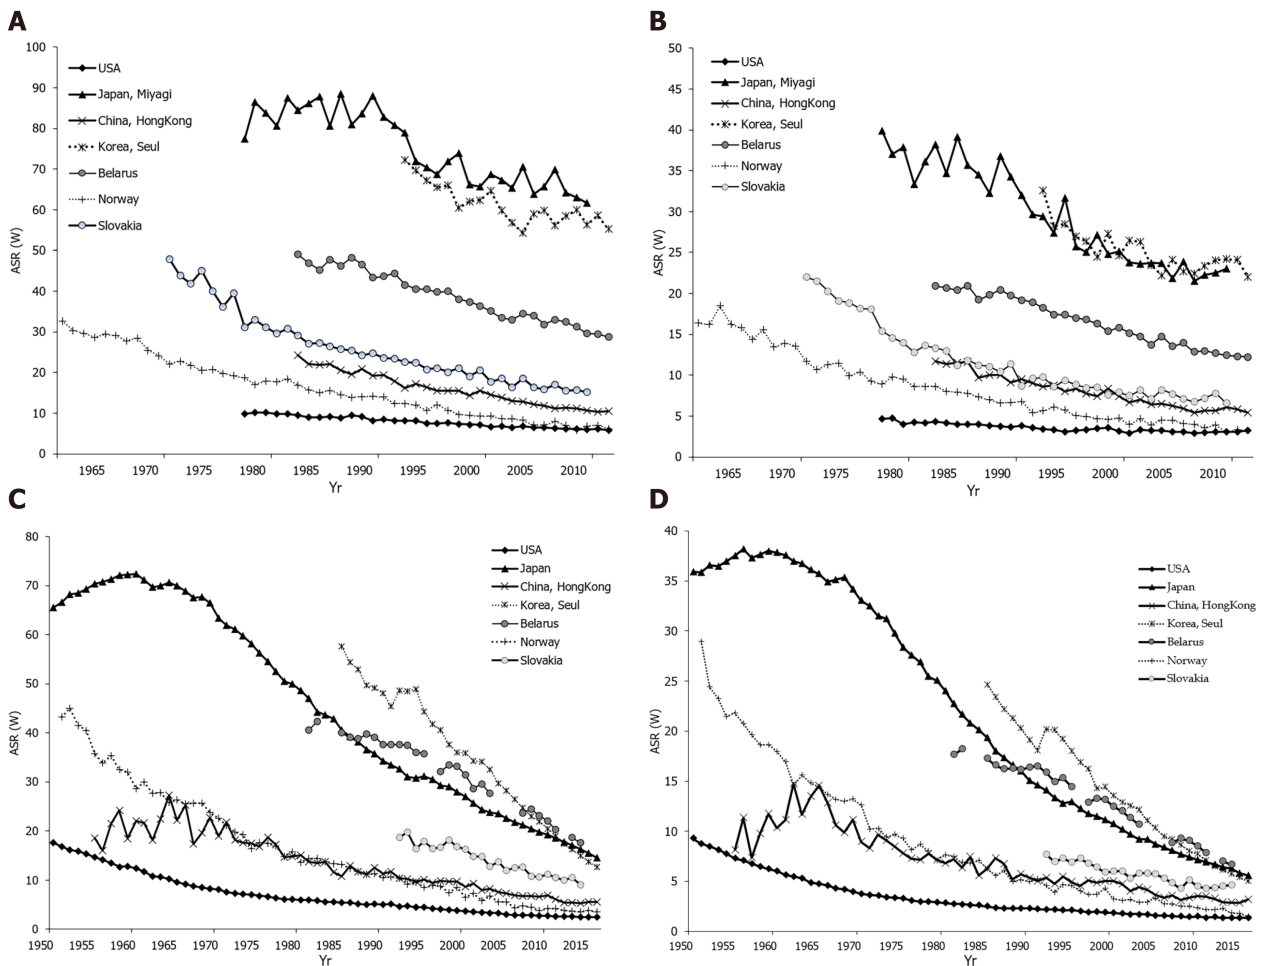 A
100
90
80
70
60
50
40
30
20
10
0
ASR (W)
USA
Japan, Miyagi
China, HongKong
Korea, Seul
Belarus
Norway
Slovakia
1965 1970 1975 1980 1985 1990 1995 2000 2005 2010
Yr
B
50
45
40
35
30
25
20
15
10
5
0
ASR (W)
USA
Japan, Miyagi
China, HongKong
Korea, Seul
Belarus
Norway
Slovakia
1965 1970 1975 1980 1985 1990 1995 2000 2005 2010
Yr
C
80
70
60
50
40
30
20
10
0
ASR (W)
USA
Japan
China, HongKong
Korea, Seul
Belarus
Norway
Slovakia
1950 1955 1960 1965 1970 1975 1980 1985 1990 1995 2000 2005 2010 2015
Yr
D
40
35
30
25
20
15
10
5
0
ASR (W)
USA
Japan
China, HongKong
Korea, Seul
Belarus
Norway
Slovakia
1950 1955 1960 1965 1970 1975 1980 1985 1990 1995 2000 2005 2010 2015
Yr